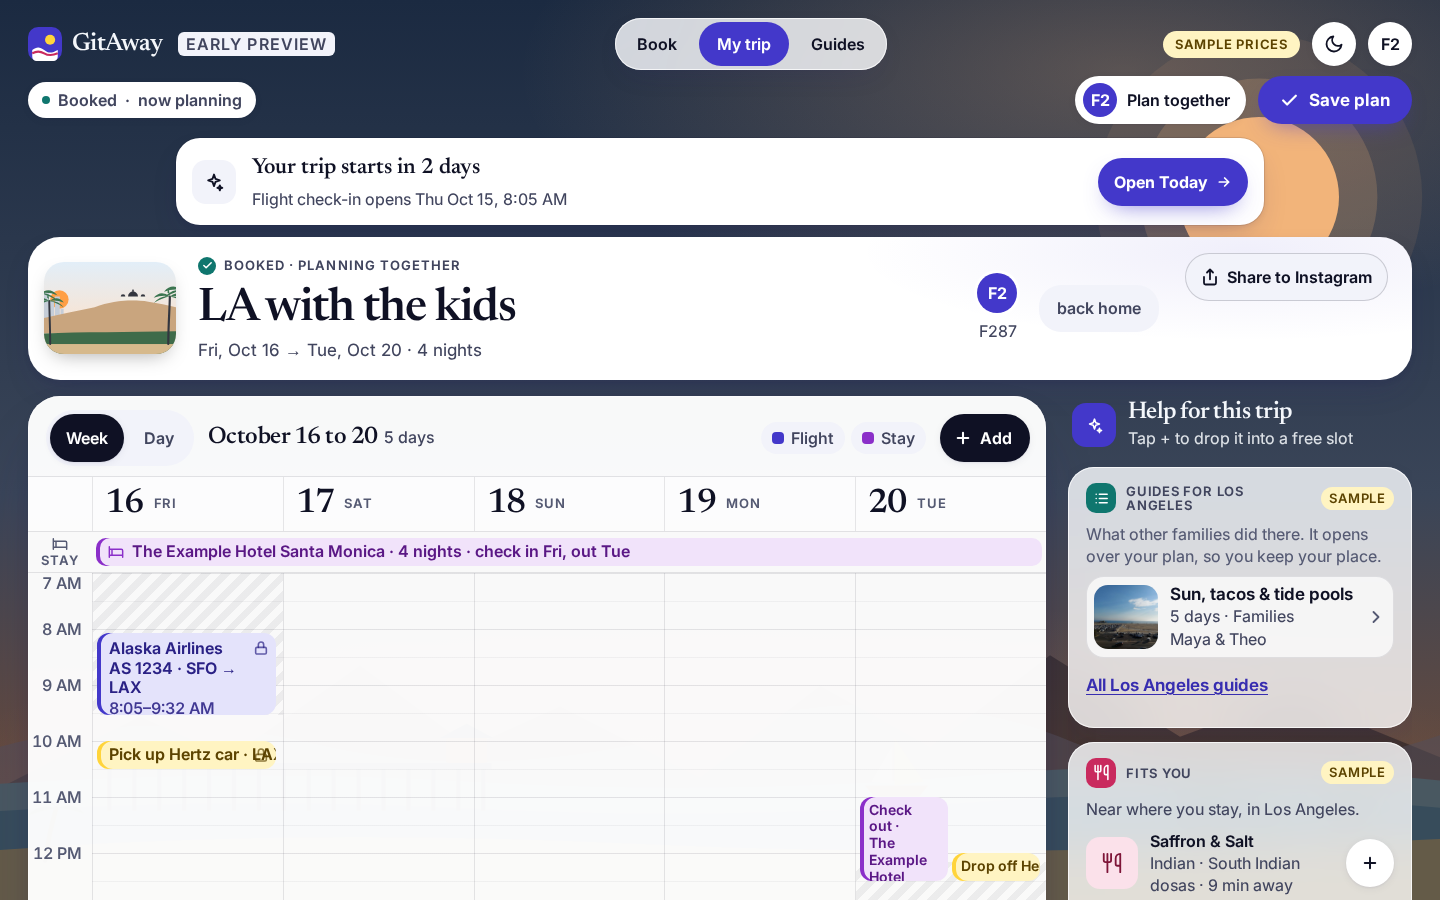 GitAway
EARLY PREVIEW
Book
My trip
Guides
SAMPLE PRICES
F2
Booked · now planning
F2
Plan together
Save plan
Your trip starts in 2 days
Flight check-in opens Thu Oct 15, 8:05 AM
Open Today →
BOOKED · PLANNING TOGETHER
LA with the kids
Fri, Oct 16 → Tue, Oct 20 · 4 nights
F2
F287
back home
Share to Instagram
Week
Day
October 16 to 20 5 days
Flight
Stay
+ Add
16 FRI
17 SAT
18 SUN
19 MON
20 TUE
STAY
The Example Hotel Santa Monica · 4 nights · check in Fri, out Tue
7 AM
8 AM
Alaska Airlines
AS 1234 · SFO →
LAX
8:05–9:32 AM
9 AM
10 AM
Pick up Hertz car · LAX
11 AM
Check
out ·
The
Example
Hotel
12 PM
Drop off He
Help for this trip
Tap + to drop it into a free slot
GUIDES FOR LOS
ANGELES
SAMPLE
What other families did there. It opens
over your plan, so you keep your place.
Sun, tacos & tide pools
5 days · Families
Maya & Theo
All Los Angeles guides
FITS YOU
SAMPLE
Near where you stay, in Los Angeles.
Saffron & Salt
Indian · South Indian
dosas · 9 min away
+